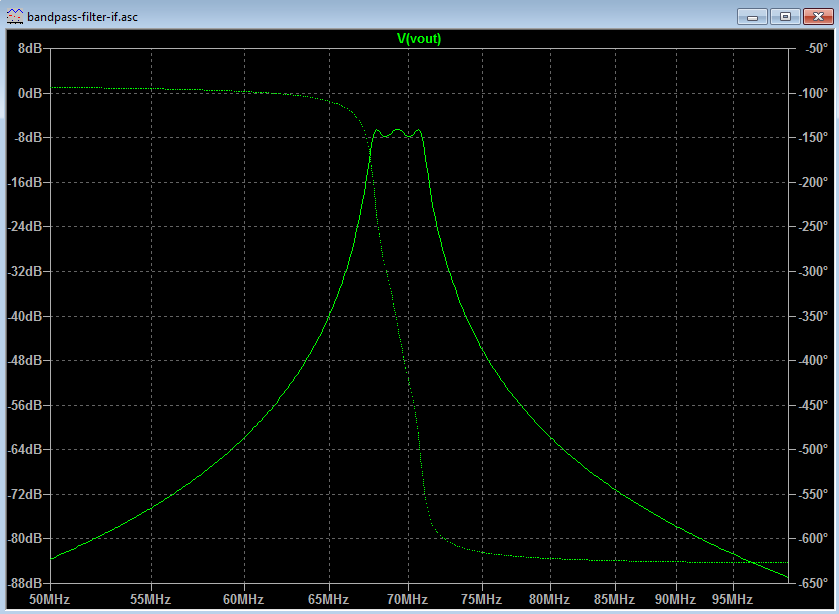 bandpass-filter-if.asc
V(vout)
8dB
0dB
-8dB
-16dB
-24dB
-32dB
-40dB
-48dB
-56dB
-64dB
-72dB
-80dB
-88dB
-50°
-100°
-150°
-200°
-250°
-300°
-350°
-400°
-450°
-500°
-550°
-600°
-650°
50MHz 55MHz 60MHz 65MHz 70MHz 75MHz 80MHz 85MHz 90MHz 95MHz